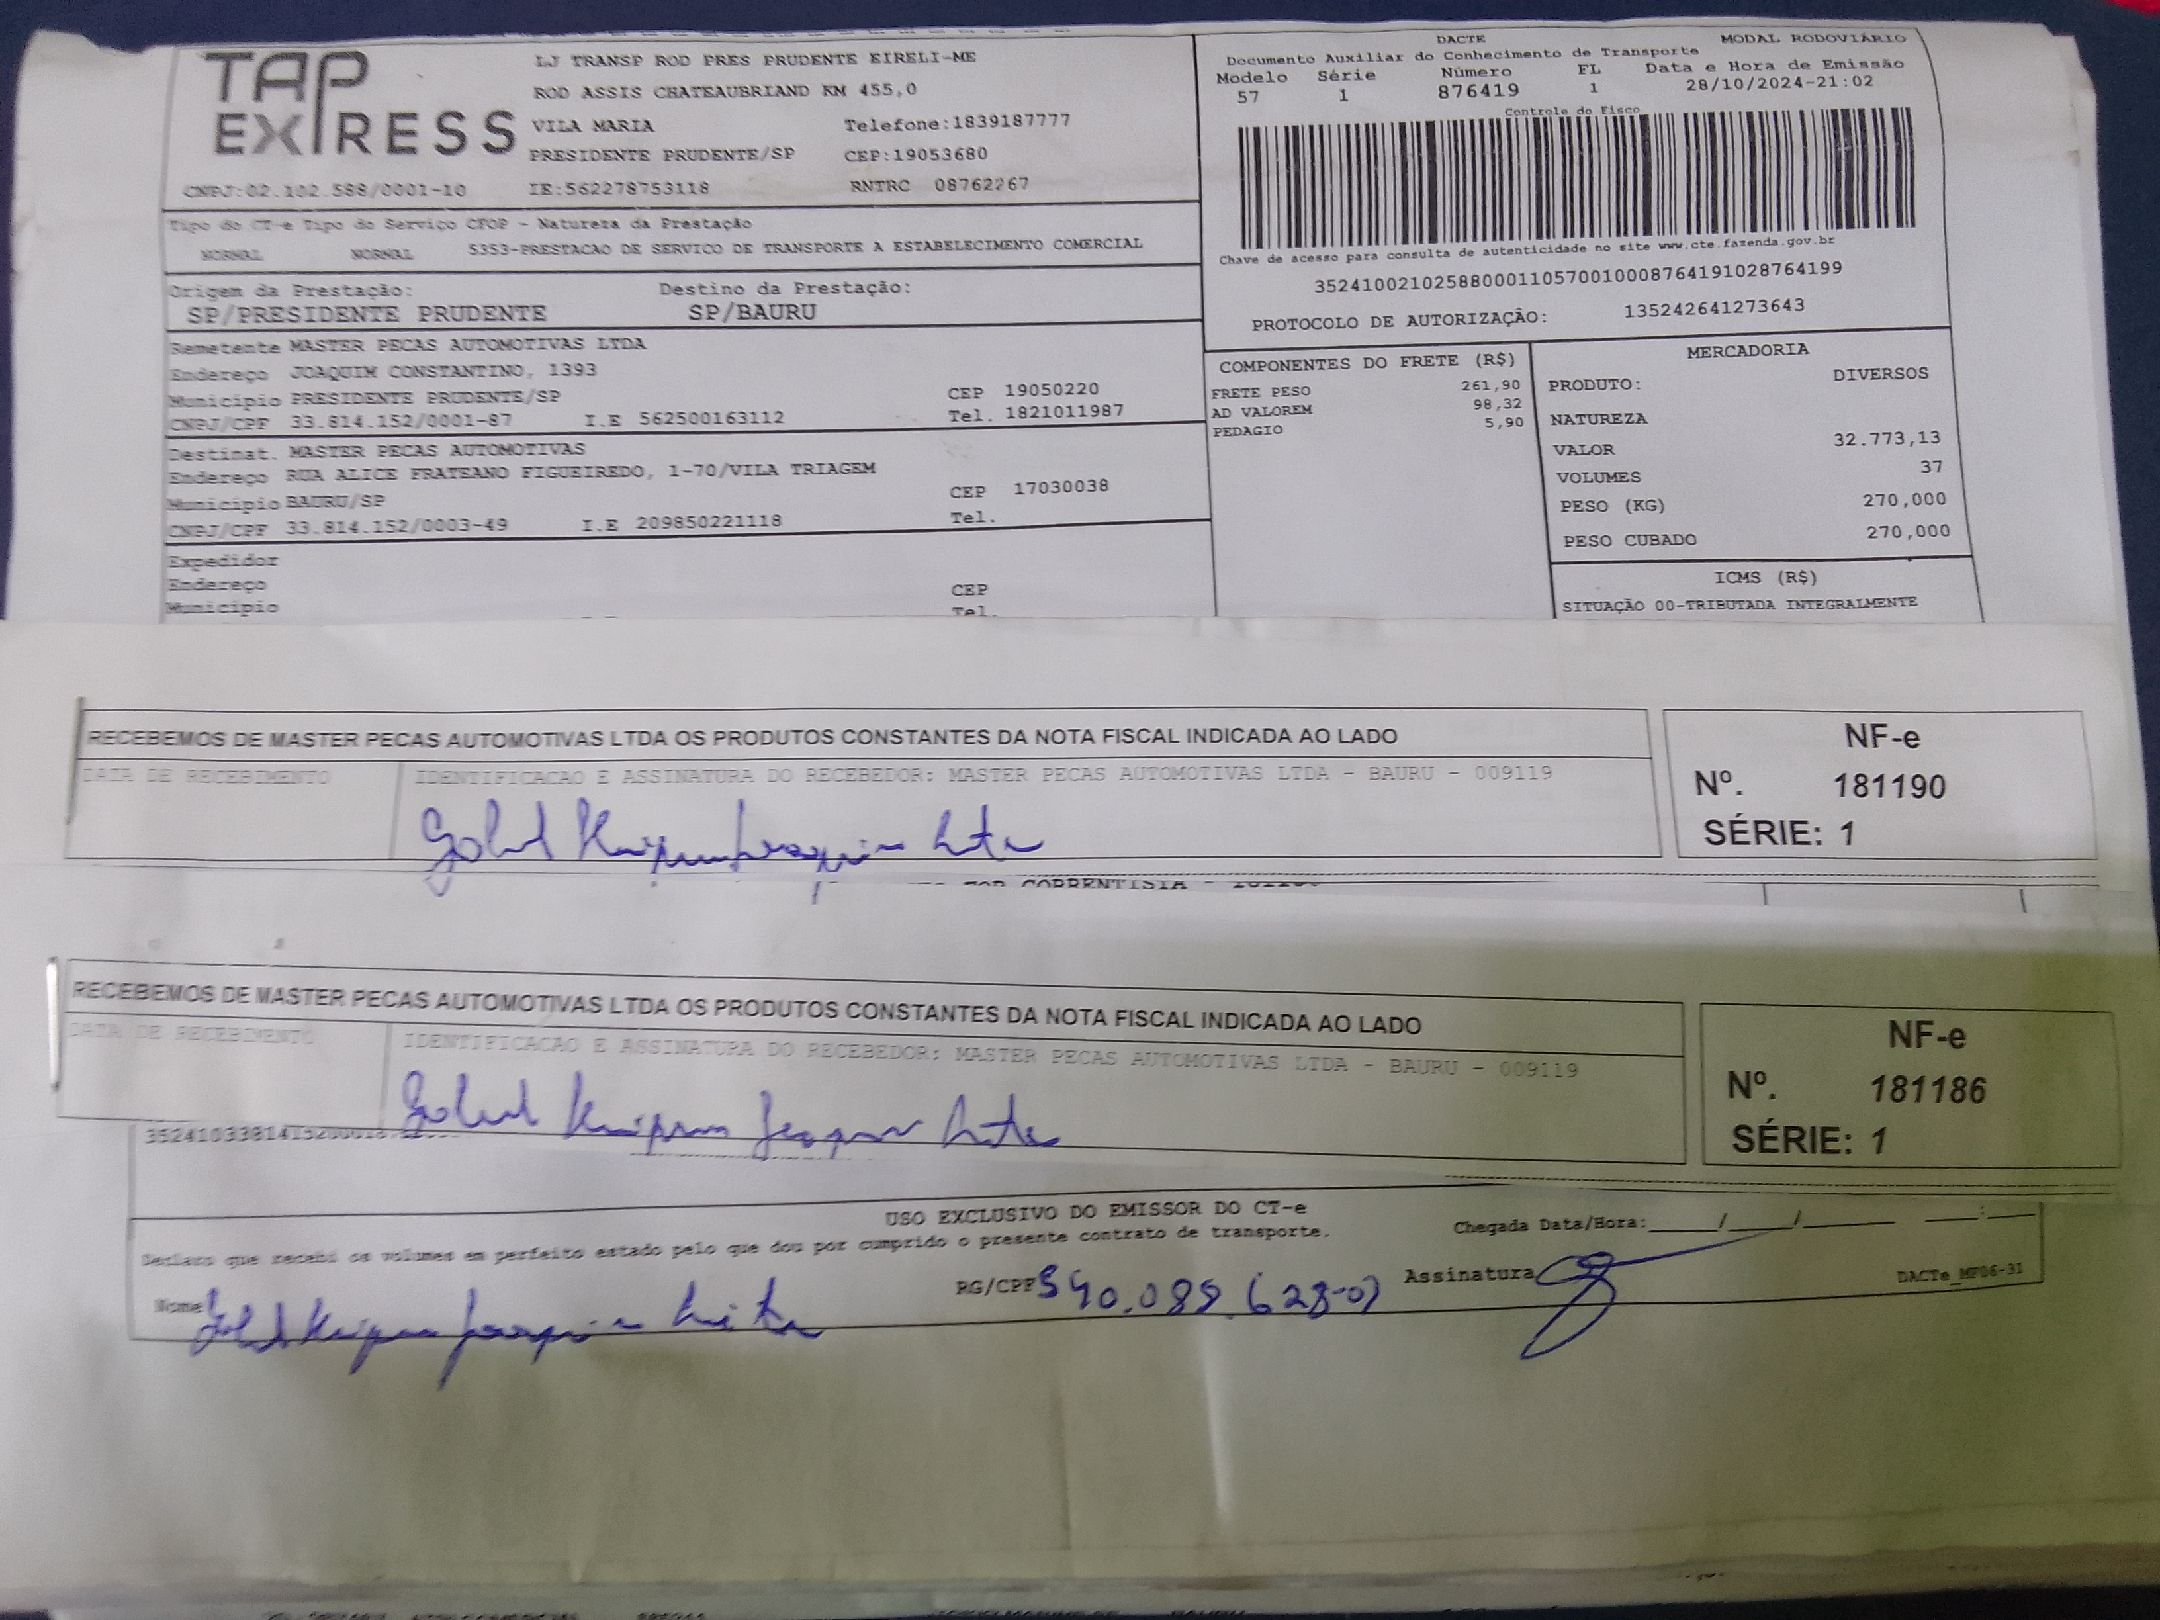 TAP EXPRESS
LJ TRANSP ROD PRES PRUDENTE EIRELI-ME
ROD ASSIS CHATEAUBRIAND KM 455,0
VILA MARIA Telefone:1839187777
PRESIDENTE PRUDENTE/SP CEP:19053680
CNPJ:02.102.588/0001-10 IE:562278753118 RNTRC 08762267
DACTE MODAL RODOVIÁRIO
Documento Auxiliar do Conhecimento de Transporte
Modelo Série Número FL Data e Hora de Emissão
57 1 876419 1 28/10/2024-21:02
Controle do Fisco
Chave de acesso para consulta de autenticidade no site www.cte.fazenda.gov.br
35241002102588000110570010008764191028764199
PROTOCOLO DE AUTORIZAÇÃO: 135242641273643
Tipo do CT-e Tipo do Serviço CFOP - Natureza da Prestação
NORMAL NORMAL 5353-PRESTACAO DE SERVICO DE TRANSPORTE A ESTABELECIMENTO COMERCIAL
Origem da Prestação: Destino da Prestação:
SP/PRESIDENTE PRUDENTE SP/BAURU
Remetente MASTER PECAS AUTOMOTIVAS LTDA
Endereço JOAQUIM CONSTANTINO, 1393
Município PRESIDENTE PRUDENTE/SP CEP 19050220
CNPJ/CPF 33.814.152/0001-87 I.E 562500163112 Tel. 1821011987
Destinat. MASTER PECAS AUTOMOTIVAS
Endereço RUA ALICE FRATEANO FIGUEIREDO, 1-70/VILA TRIAGEM
Município BAURU/SP CEP 17030038
CNPJ/CPF 33.814.152/0003-49 I.E 209850221118 Tel.
Expedidor
Endereço CEP
Município Tel.
COMPONENTES DO FRETE (R$)
FRETE PESO 261,90
AD VALOREM 98,32
PEDAGIO 5,90
MERCADORIA
PRODUTO: DIVERSOS
NATUREZA
VALOR 32.773,13
VOLUMES 37
PESO (KG) 270,000
PESO CUBADO 270,000
ICMS (R$)
SITUAÇÃO 00-TRIBUTADA INTEGRALMENTE
RECEBEMOS DE MASTER PECAS AUTOMOTIVAS LTDA OS PRODUTOS CONSTANTES DA NOTA FISCAL INDICADA AO LADO
DATA DE RECEBIMENTO IDENTIFICACAO E ASSINATURA DO RECEBEDOR: MASTER PECAS AUTOMOTIVAS LTDA - BAURU - 009119
NF-e
Nº. 181190
SÉRIE: 1
CORRENTISTA -
RECEBEMOS DE MASTER PECAS AUTOMOTIVAS LTDA OS PRODUTOS CONSTANTES DA NOTA FISCAL INDICADA AO LADO
DATA DE RECEBIMENTO IDENTIFICACAO E ASSINATURA DO RECEBEDOR: MASTER PECAS AUTOMOTIVAS LTDA - BAURU - 009119
NF-e
Nº. 181186
SÉRIE: 1
USO EXCLUSIVO DO EMISSOR DO CT-e
Declaro que recebi os volumes em perfeito estado pelo que dou por cumprido o presente contrato de transporte.
Chegada Data/Hora:_____/_____/________ ____:____
Nome RG/CPF Assinatura
DACTe_MF06-31